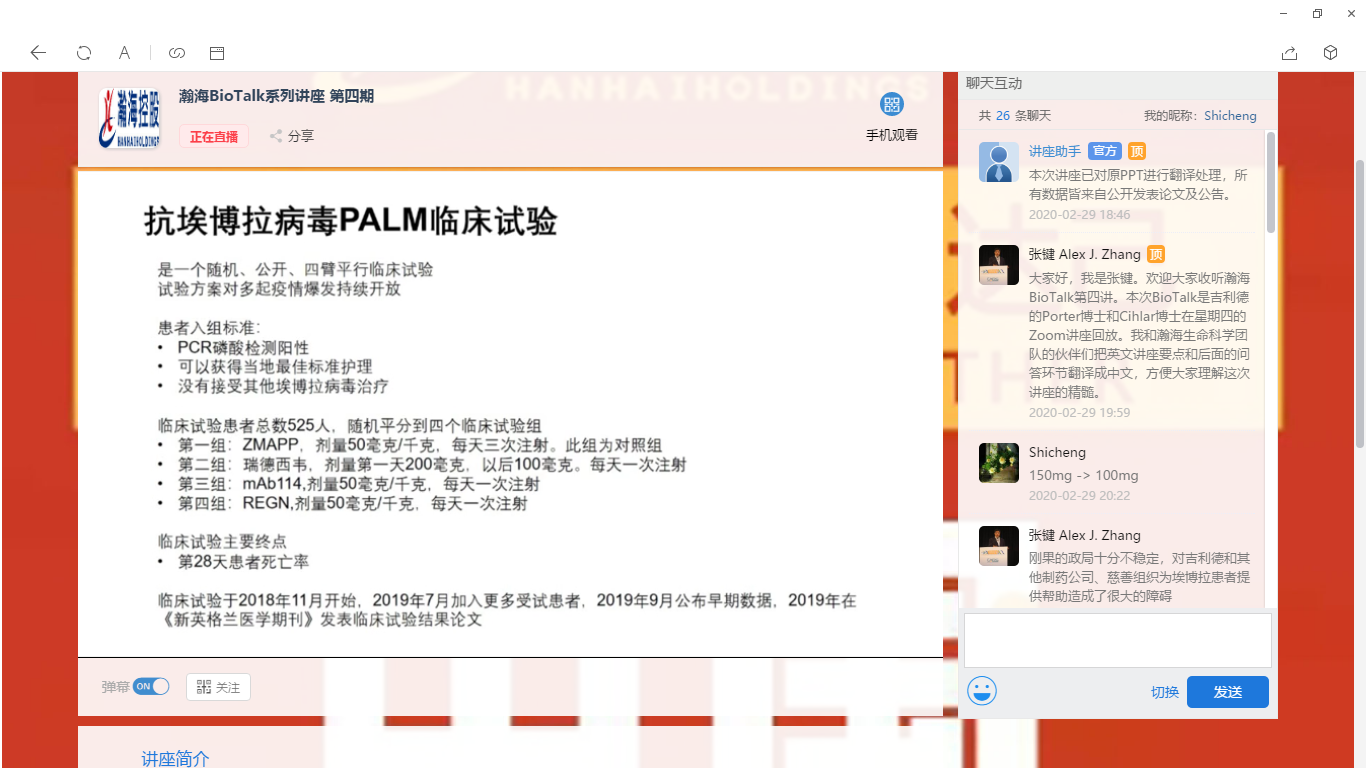 HANHAIHOLDINGS
瀚海控股
HANHAIHOLDINGS
瀚海BioTalk系列讲座 第四期
正在直播
分享
手机观看
抗埃博拉病毒PALM临床试验
是一个随机、公开、四臂平行临床试验
试验方案对多起疫情爆发持续开放
患者入组标准：
• PCR磷酸检测阳性
• 可以获得当地最佳标准护理
• 没有接受其他埃博拉病毒治疗
临床试验患者总数525人，随机平分到四个临床试验组
• 第一组：ZMAPP，剂量50毫克/千克，每天三次注射。此组为对照组
• 第二组：瑞德西韦，剂量第一天200毫克，以后100毫克。每天一次注射
• 第三组：mAb114,剂量50毫克/千克，每天一次注射
• 第四组：REGN,剂量50毫克/千克，每天一次注射
临床试验主要终点
• 第28天患者死亡率
临床试验于2018年11月开始，2019年7月加入更多受试患者，2019年9月公布早期数据，2019年在
《新英格兰医学期刊》发表临床试验结果论文
弹幕
ON
关注
讲座简介
聊天互动
共 26 条聊天
我的昵称：Shicheng
讲座助手 官方 顶
本次讲座已对原PPT进行翻译处理，所
有数据皆来自公开发表论文及公告。
2020-02-29 18:46
张键 Alex J. Zhang 顶
大家好，我是张键。欢迎大家收听瀚海
BioTalk第四讲。本次BioTalk是吉利德
的Porter博士和Cihlar博士在星期四的
Zoom讲座回放。我和瀚海生命科学团
队的伙伴们把英文讲座要点和后面的问
答环节翻译成中文，方便大家理解这次
讲座的精髓。
2020-02-29 19:59
Shicheng
150mg -> 100mg
2020-02-29 20:22
张键 Alex J. Zhang
刚果的政局十分不稳定，对吉利德和其
他制药公司、慈善组织为埃博拉患者提
供帮助造成了很大的障碍
切换
发送